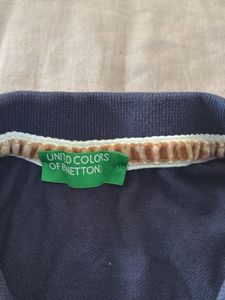 UNITED COLORS
OF BENETTON.